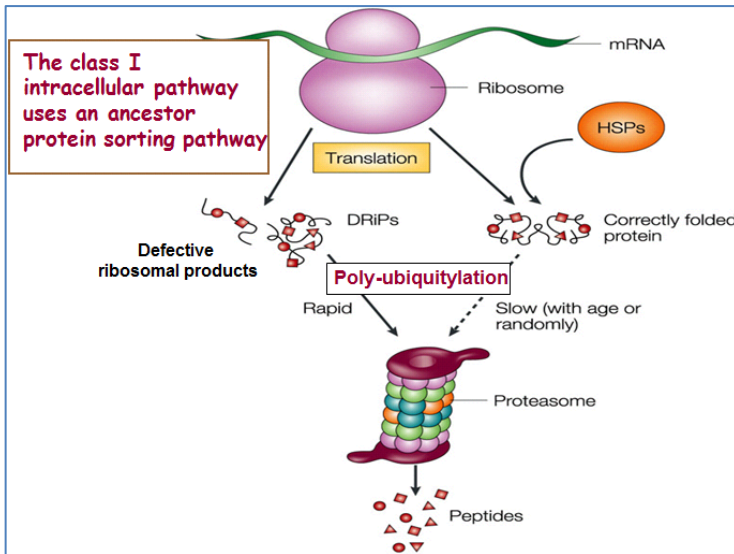 The class I
intracellular pathway
uses an ancestor
protein sorting pathway
mRNA
Ribosome
HSPs
Translation
DRiPs
Defective
ribosomal products
Correctly folded
protein
Poly-ubiquitylation
Rapid
Slow (with age or
randomly)
Proteasome
Peptides